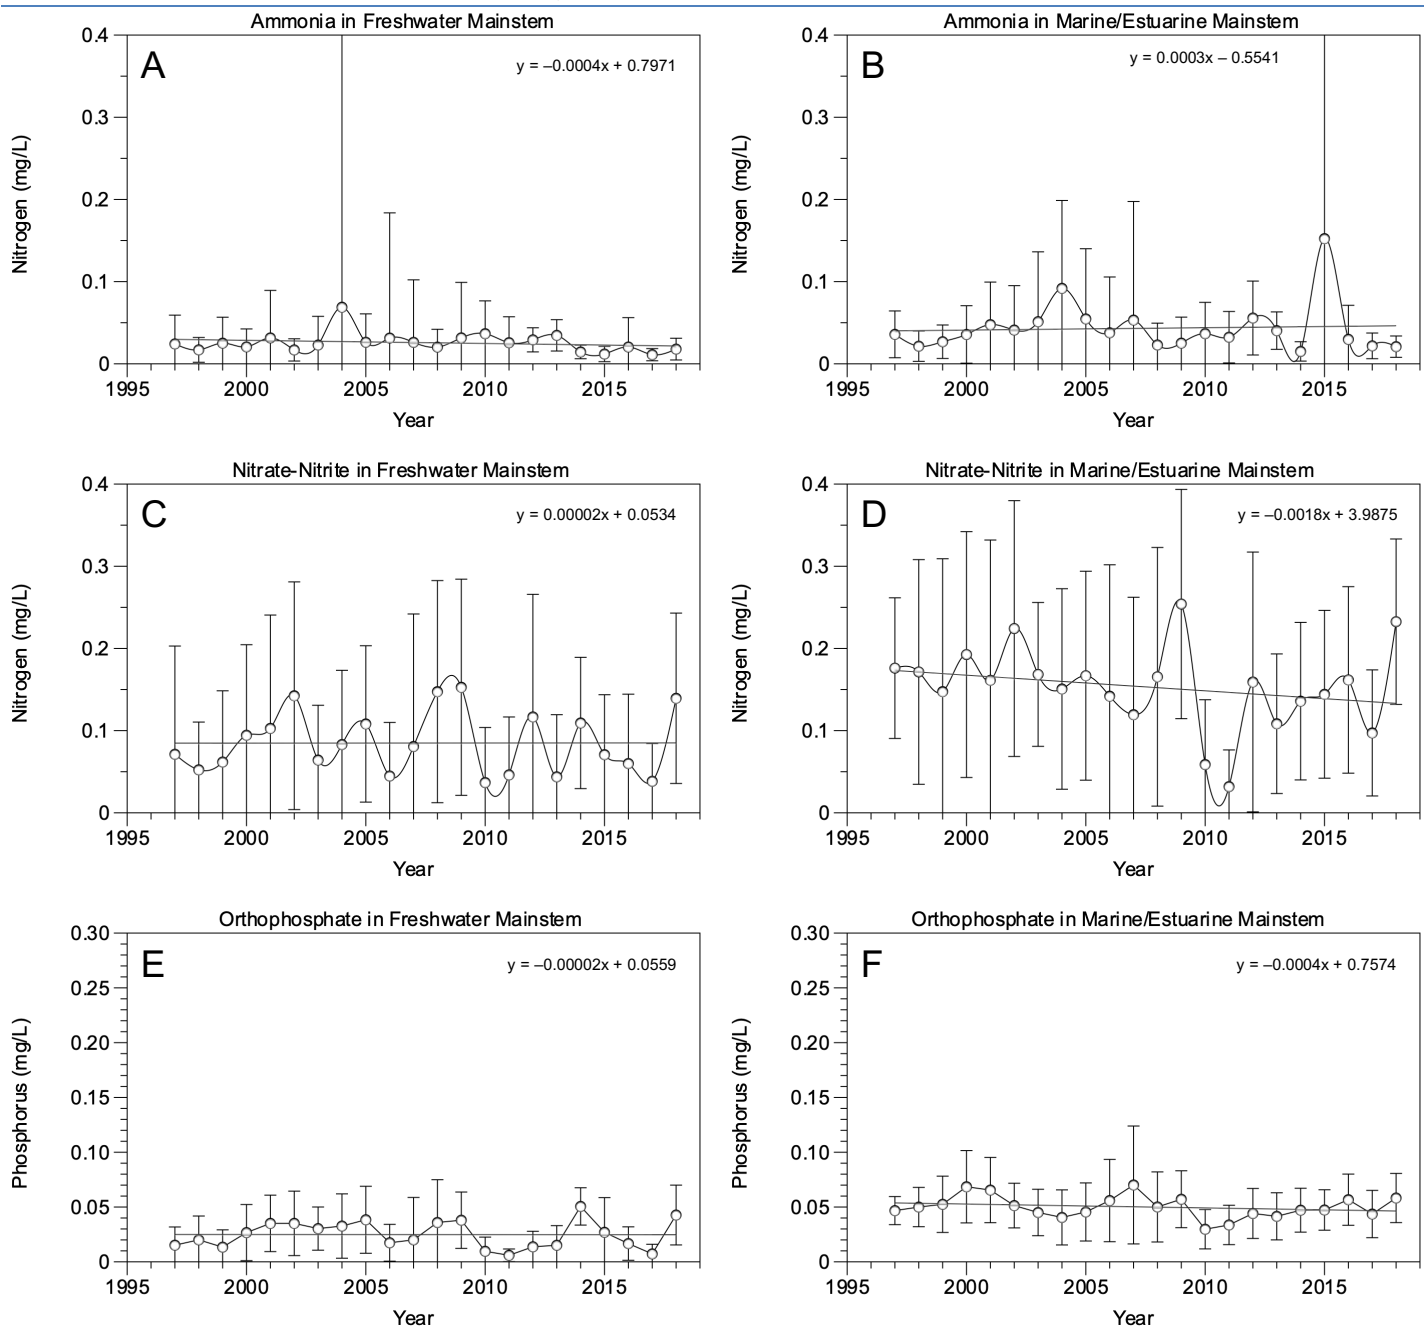 Ammonia in Freshwater Mainstem
A
y = –0.0004x + 0.7971
Nitrogen (mg/L)
0.4
0.3
0.2
0.1
0
1995 2000 2005 2010 2015
Year
Ammonia in Marine/Estuarine Mainstem
B
y = 0.0003x – 0.5541
Nitrogen (mg/L)
0.4
0.3
0.2
0.1
0
1995 2000 2005 2010 2015
Year
Nitrate-Nitrite in Freshwater Mainstem
C
y = 0.00002x + 0.0534
Nitrogen (mg/L)
0.4
0.3
0.2
0.1
0
1995 2000 2005 2010 2015
Year
Nitrate-Nitrite in Marine/Estuarine Mainstem
D
y = –0.0018x + 3.9875
Nitrogen (mg/L)
0.4
0.3
0.2
0.1
0
1995 2000 2005 2010 2015
Year
Orthophosphate in Freshwater Mainstem
E
y = –0.00002x + 0.0559
Phosphorus (mg/L)
0.30
0.25
0.20
0.15
0.10
0.05
0
1995 2000 2005 2010 2015
Year
Orthophosphate in Marine/Estuarine Mainstem
F
y = –0.0004x + 0.7574
Phosphorus (mg/L)
0.30
0.25
0.20
0.15
0.10
0.05
0
1995 2000 2005 2010 2015
Year